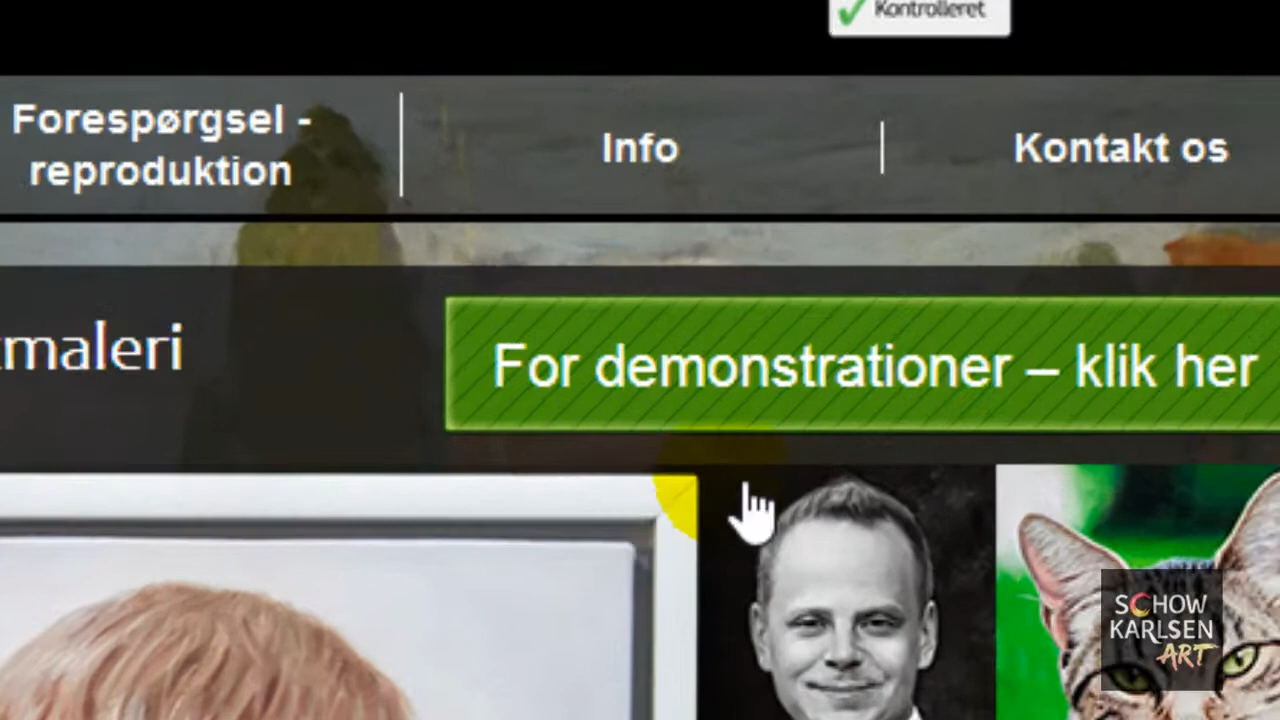 Kontrolleret
Forespørgsel -
reproduktion
Info
Kontakt os
maleri
For demonstrationer – klik her
SCHOW
KARLSEN
ART